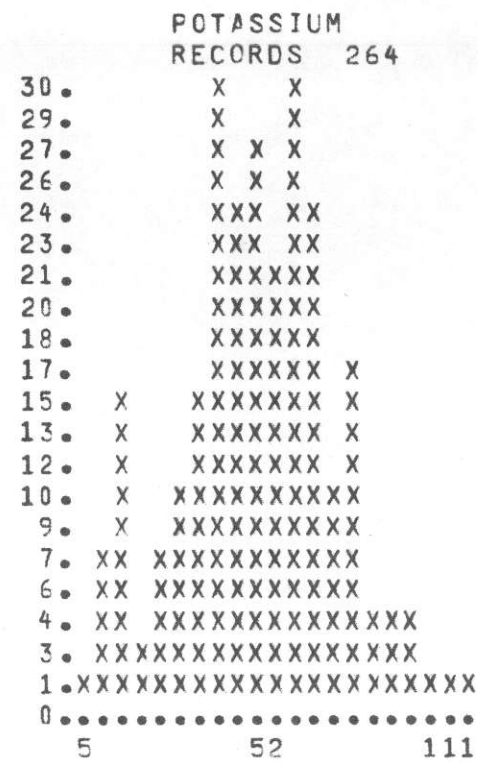 POTASSIUM
RECORDS 264
30. X   X
29. X   X
27. X X X
26. X X X
24. XXX XX
23. XXX XX
21. XXXXXX
20. XXXXXX
18. XXXXXX
17. XXXXXX X
15. X   XXXXXXX X
13. X   XXXXXXX X
12. X   XXXXXXX X
10. X  XXXXXXXXXX
9. X  XXXXXXXXXX
7. XX XXXXXXXXXXX
6. XX XXXXXXXXXXX
4. XX XXXXXXXXXXXXXX
3. XXXXXXXXXXXXXXXXX
1.XXXXXXXXXXXXXXXXXXXXX
0......................
5 52 111